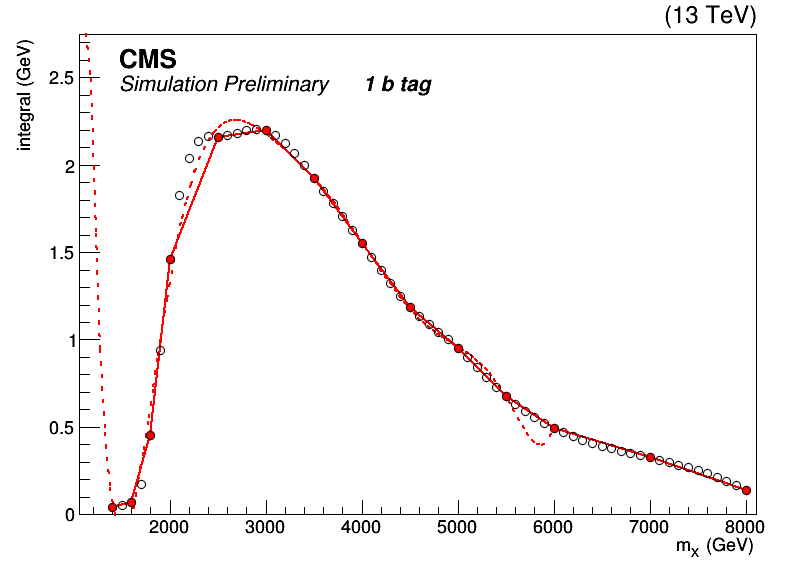 (13 TeV)
CMS
Simulation Preliminary 1 b tag
integral (GeV)
2.5
2
1.5
1
0.5
0
2000 3000 4000 5000 6000 7000 8000
mX (GeV)